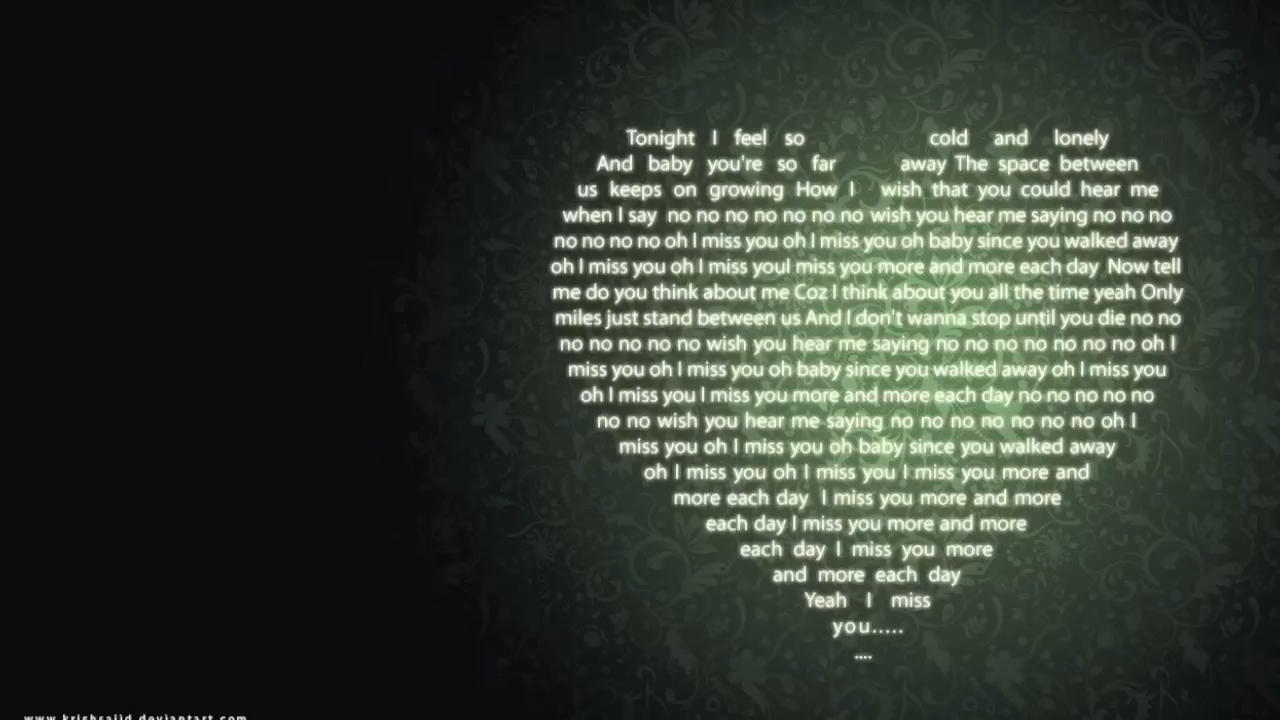 Tonight I feel so cold and lonely
And baby you're so far away The space between
us keeps on growing How I wish that you could hear me
when I say no no no no no no no wish you hear me saying no no no
no no no no oh I miss you oh I miss you oh baby since you walked away
oh I miss you oh I miss youI miss you more and more each day Now tell
me do you think about me Coz I think about you all the time yeah Only
miles just stand between us And I don't wanna stop until you die no no
no no no no no wish you hear me saying no no no no no no no oh I
miss you oh I miss you oh baby since you walked away oh I miss you
oh I miss you I miss you more and more each day no no no no no
no no wish you hear me saying no no no no no no no oh I
miss you oh I miss you oh baby since you walked away
oh I miss you oh I miss you I miss you more and
more each day I miss you more and more
each day I miss you more and more
each day I miss you more
and more each day
Yeah I miss
you.....
....
www.krishsajid.deviantart.com